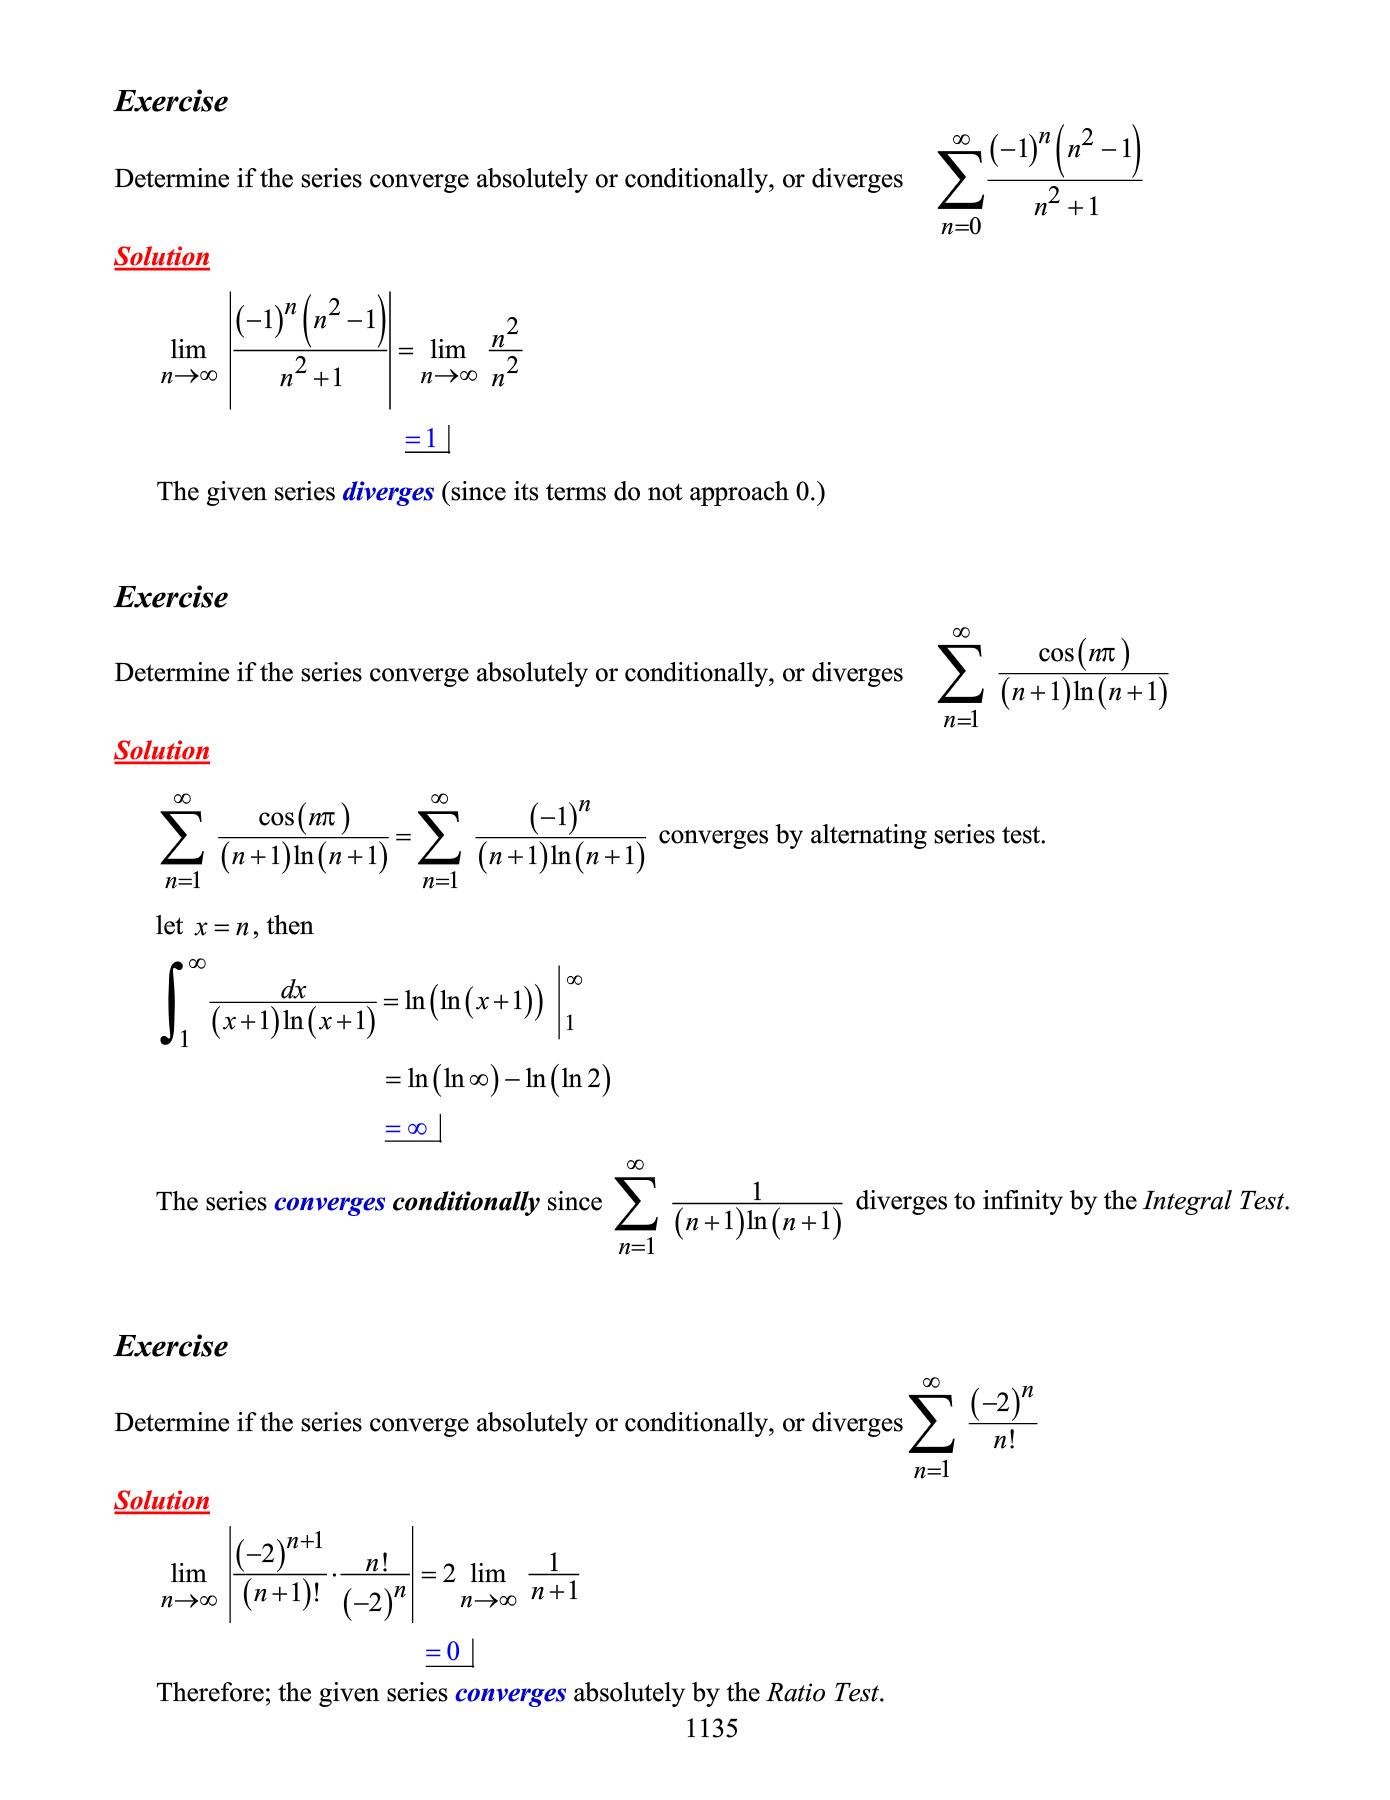 Exercise
Determine if the series converge absolutely or conditionally, or diverges $\sum_{n=0}^{\infty} \frac{(-1)^n (n^2 - 1)}{n^2 + 1}$
Solution
$\lim_{n \to \infty} \left| \frac{(-1)^n (n^2 - 1)}{n^2 + 1} \right| = \lim_{n \to \infty} \frac{n^2}{n^2}$
$= 1$
The given series diverges (since its terms do not approach 0.)
Exercise
Determine if the series converge absolutely or conditionally, or diverges $\sum_{n=1}^{\infty} \frac{\cos(n\pi)}{(n+1)\ln(n+1)}$
Solution
$\sum_{n=1}^{\infty} \frac{\cos(n\pi)}{(n+1)\ln(n+1)} = \sum_{n=1}^{\infty} \frac{(-1)^n}{(n+1)\ln(n+1)}$ converges by alternating series test.
let $x = n$, then
$\int_1^{\infty} \frac{dx}{(x+1)\ln(x+1)} = \ln(\ln(x+1)) \Big|_1^{\infty}$
$= \ln(\ln \infty) - \ln(\ln 2)$
$= \infty$
The series converges conditionally since $\sum_{n=1}^{\infty} \frac{1}{(n+1)\ln(n+1)}$ diverges to infinity by the Integral Test.
Exercise
Determine if the series converge absolutely or conditionally, or diverges $\sum_{n=1}^{\infty} \frac{(-2)^n}{n!}$
Solution
$\lim_{n \to \infty} \left| \frac{(-2)^{n+1}}{(n+1)!} \cdot \frac{n!}{(-2)^n} \right| = 2 \lim_{n \to \infty} \frac{1}{n+1}$
$= 0$
Therefore; the given series converges absolutely by the Ratio Test.
1135